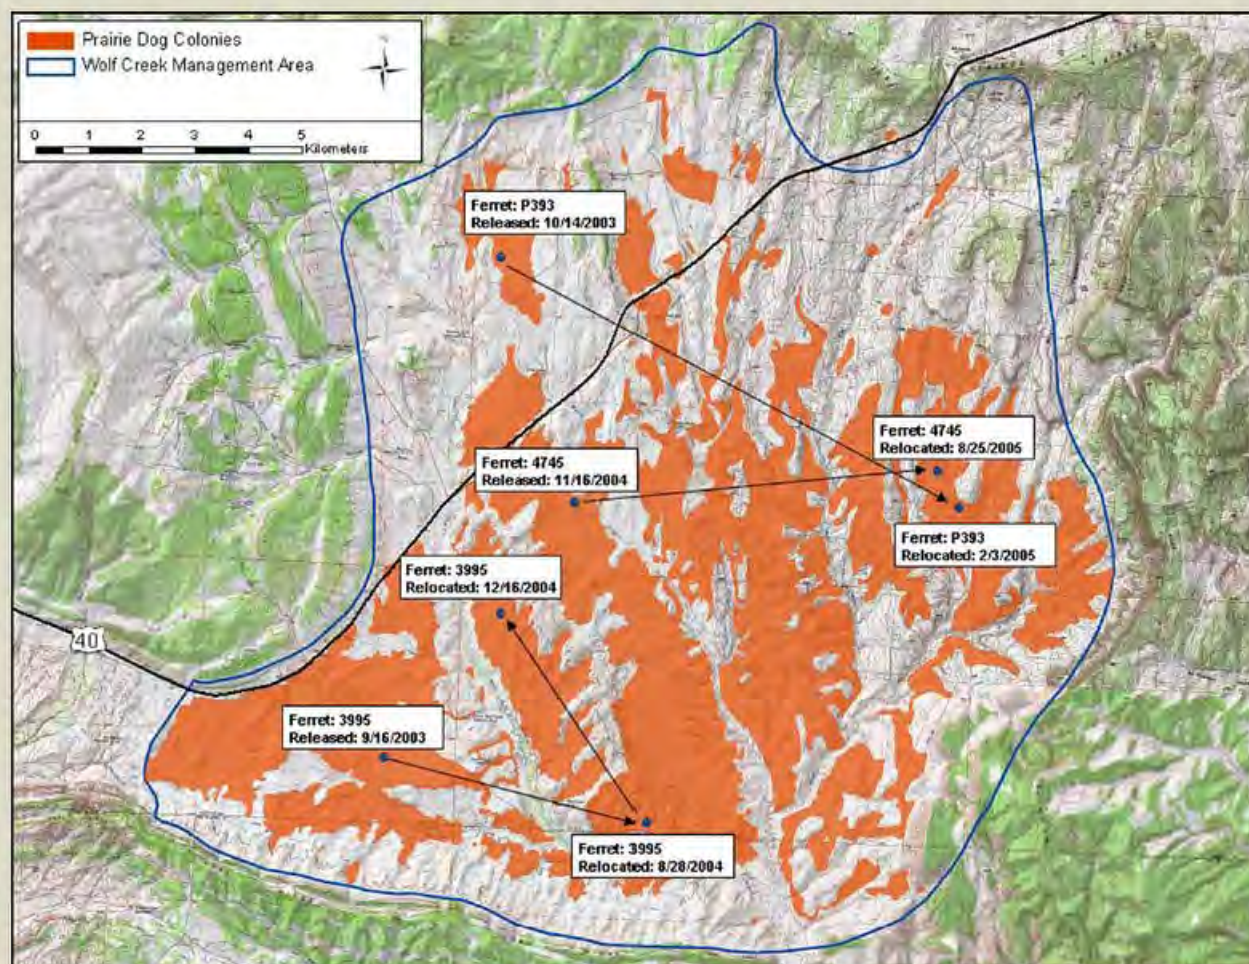 Prairie Dog Colonies
Wolf Creek Management Area
0 1 2 3 4 5
Kilometers
Ferret: P393
Released: 10/14/2003
Ferret: 4745
Relocated: 8/25/2005
Ferret: 4745
Released: 11/16/2004
Ferret: P393
Relocated: 2/3/2005
Ferret: 3995
Relocated: 12/16/2004
40
Ferret: 3995
Released: 9/16/2003
Ferret: 3995
Relocated: 8/28/2004